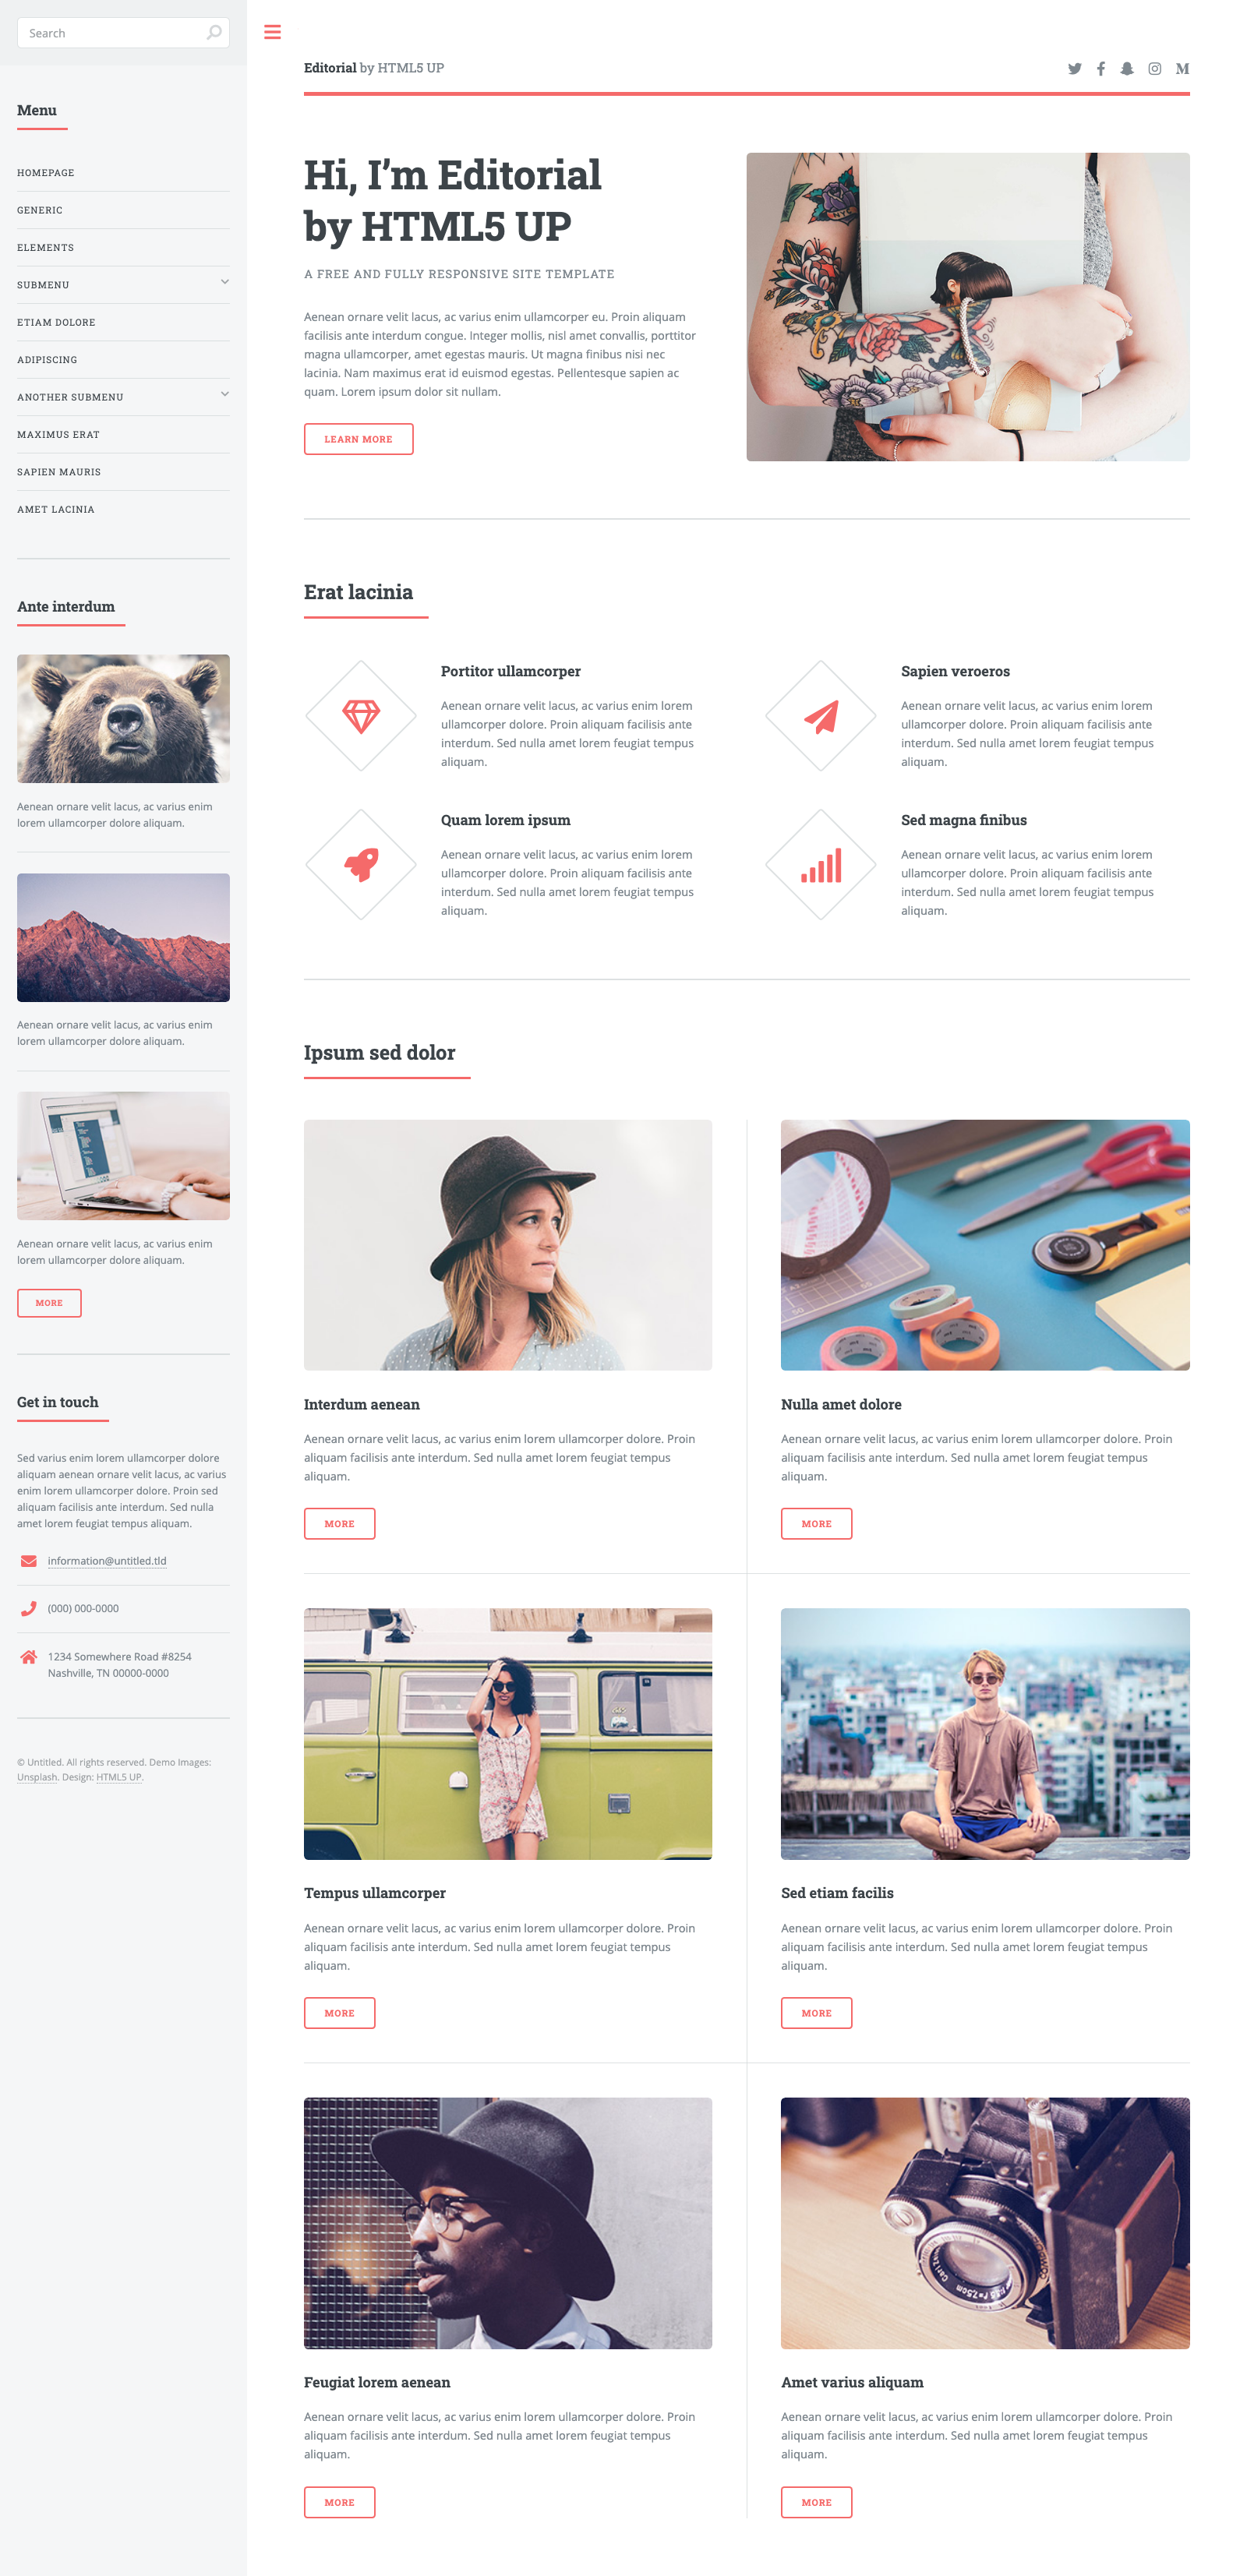 Search
Menu
HOMEPAGE
GENERIC
ELEMENTS
SUBMENU
ETIAM DOLORE
ADIPISCING
ANOTHER SUBMENU
MAXIMUS ERAT
SAPIEN MAURIS
AMET LACINIA
Ante interdum
Aenean ornare velit lacus, ac varius enim
lorem ullamcorper dolore aliquam.
Aenean ornare velit lacus, ac varius enim
lorem ullamcorper dolore aliquam.
Aenean ornare velit lacus, ac varius enim
lorem ullamcorper dolore aliquam.
MORE
Get in touch
Sed varius enim lorem ullamcorper dolore
aliquam aenean ornare velit lacus, ac varius
enim lorem ullamcorper dolore. Proin sed
aliquam facilisis ante interdum. Sed nulla
amet lorem feugiat tempus aliquam.
information@untitled.tld
(000) 000-0000
1234 Somewhere Road #8254
Nashville, TN 00000-0000
© Untitled. All rights reserved. Demo Images:
Unsplash. Design: HTML5 UP.
Editorial by HTML5 UP
Hi, I’m Editorial
by HTML5 UP
A FREE AND FULLY RESPONSIVE SITE TEMPLATE
Aenean ornare velit lacus, ac varius enim ullamcorper eu. Proin aliquam
facilisis ante interdum congue. Integer mollis, nisl amet convallis, porttitor
magna ullamcorper, amet egestas mauris. Ut magna finibus nisi nec
lacinia. Nam maximus erat id euismod egestas. Pellentesque sapien ac
quam. Lorem ipsum dolor sit nullam.
LEARN MORE
Erat lacinia
Portitor ullamcorper
Aenean ornare velit lacus, ac varius enim lorem
ullamcorper dolore. Proin aliquam facilisis ante
interdum. Sed nulla amet lorem feugiat tempus
aliquam.
Sapien veroeros
Aenean ornare velit lacus, ac varius enim lorem
ullamcorper dolore. Proin aliquam facilisis ante
interdum. Sed nulla amet lorem feugiat tempus
aliquam.
Quam lorem ipsum
Aenean ornare velit lacus, ac varius enim lorem
ullamcorper dolore. Proin aliquam facilisis ante
interdum. Sed nulla amet lorem feugiat tempus
aliquam.
Sed magna finibus
Aenean ornare velit lacus, ac varius enim lorem
ullamcorper dolore. Proin aliquam facilisis ante
interdum. Sed nulla amet lorem feugiat tempus
aliquam.
Ipsum sed dolor
Interdum aenean
Aenean ornare velit lacus, ac varius enim lorem ullamcorper dolore. Proin
aliquam facilisis ante interdum. Sed nulla amet lorem feugiat tempus
aliquam.
MORE
Nulla amet dolore
Aenean ornare velit lacus, ac varius enim lorem ullamcorper dolore. Proin
aliquam facilisis ante interdum. Sed nulla amet lorem feugiat tempus
aliquam.
MORE
Tempus ullamcorper
Aenean ornare velit lacus, ac varius enim lorem ullamcorper dolore. Proin
aliquam facilisis ante interdum. Sed nulla amet lorem feugiat tempus
aliquam.
MORE
Sed etiam facilis
Aenean ornare velit lacus, ac varius enim lorem ullamcorper dolore. Proin
aliquam facilisis ante interdum. Sed nulla amet lorem feugiat tempus
aliquam.
MORE
Feugiat lorem aenean
Aenean ornare velit lacus, ac varius enim lorem ullamcorper dolore. Proin
aliquam facilisis ante interdum. Sed nulla amet lorem feugiat tempus
aliquam.
MORE
Amet varius aliquam
Aenean ornare velit lacus, ac varius enim lorem ullamcorper dolore. Proin
aliquam facilisis ante interdum. Sed nulla amet lorem feugiat tempus
aliquam.
MORE